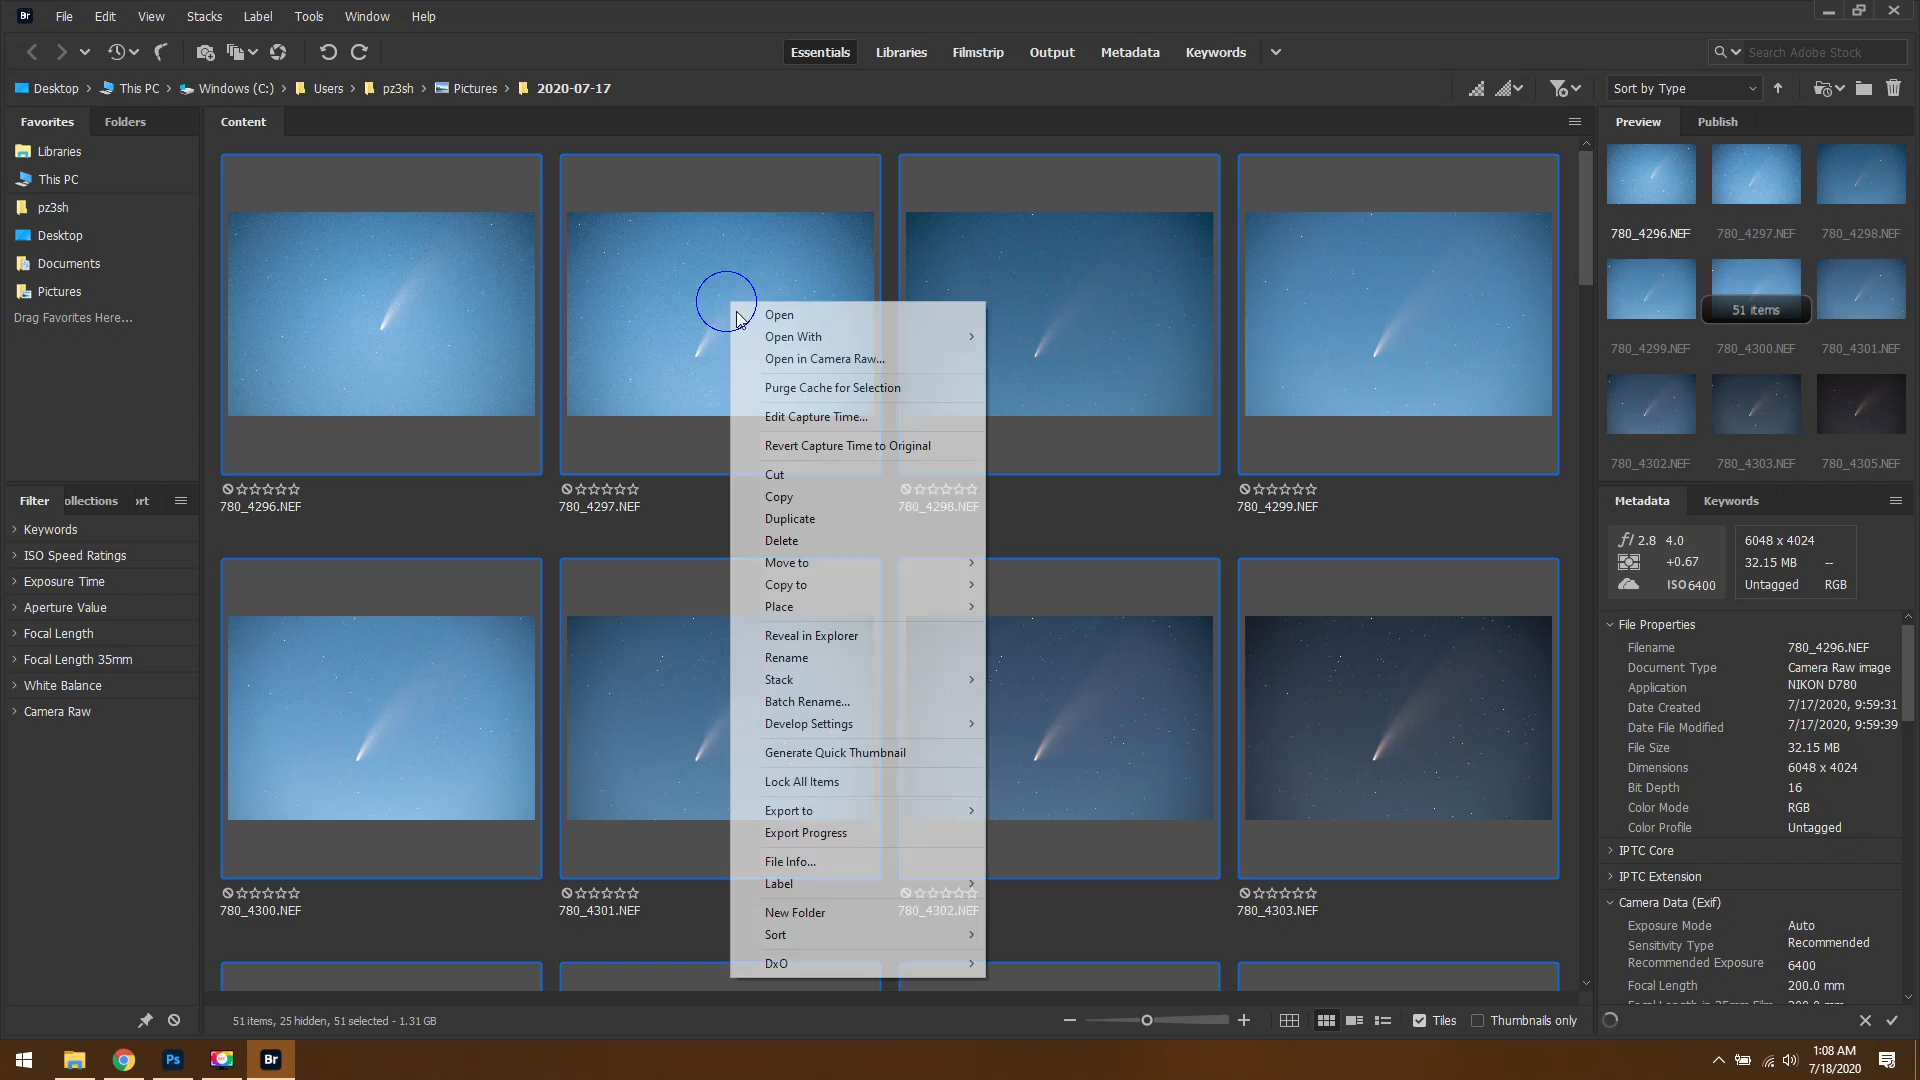 Br File Edit View Stacks Label Tools Window Help
Essentials Libraries Filmstrip Output Metadata Keywords
Search Adobe Stock
Desktop This PC Windows (C:) Users pz3sh Pictures 2020-07-17
Sort by Type
Favorites Folders
Libraries
This PC
pz3sh
Desktop
Documents
Pictures
Drag Favorites Here...
Filter ollections rt
Keywords
ISO Speed Ratings
Exposure Time
Aperture Value
Focal Length
Focal Length 35mm
White Balance
Camera Raw
Content
780_4296.NEF
780_4297.NEF
780_4298.NEF
780_4299.NEF
780_4300.NEF
780_4301.NEF
780_4302.NEF
780_4303.NEF
Open
Open With
Open in Camera Raw...
Purge Cache for Selection
Edit Capture Time...
Revert Capture Time to Original
Cut
Copy
Duplicate
Delete
Move to
Copy to
Place
Reveal in Explorer
Rename
Stack
Batch Rename...
Develop Settings
Generate Quick Thumbnail
Lock All Items
Export to
Export Progress
File Info...
Label
New Folder
Sort
DxO
51 items, 25 hidden, 51 selected - 1.31 GB
Tiles Thumbnails only
Preview Publish
780_4296.NEF 780_4297.NEF 780_4298.NEF
51 items
780_4299.NEF 780_4300.NEF 780_4301.NEF
780_4302.NEF 780_4303.NEF 780_4305.NEF
Metadata Keywords
f/ 2.8 4.0
+0.67
ISO6400
6048 x 4024
32.15 MB --
Untagged RGB
File Properties
Filename 780_4296.NEF
Document Type Camera Raw image
Application NIKON D780
Date Created 7/17/2020, 9:59:31
Date File Modified 7/17/2020, 9:59:39
File Size 32.15 MB
Dimensions 6048 x 4024
Bit Depth 16
Color Mode RGB
Color Profile Untagged
IPTC Core
IPTC Extension
Camera Data (Exif)
Exposure Mode Auto
Sensitivity Type Recommended
Recommended Exposure 6400
Focal Length 200.0 mm
Focal Length in 35mm Film 200.0 mm
Ps Br
1:08 AM
7/18/2020